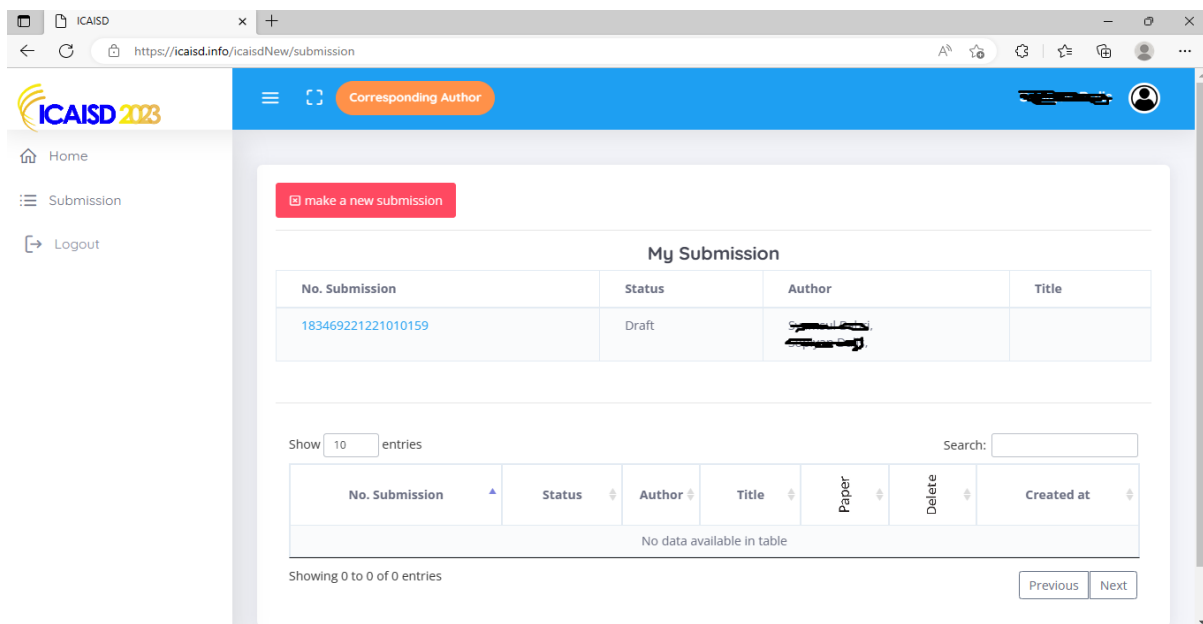 ICAISD
https://icaisd.info/icaisdNew/submission
ICAISD 2023
Corresponding Author
Home
Submission
Logout
make a new submission
My Submission
No. Submission Status Author Title
183469221221010159 Draft
Show 10 entries Search:
No. Submission Status Author Title Paper Delete Created at
No data available in table
Showing 0 to 0 of 0 entries
Previous Next